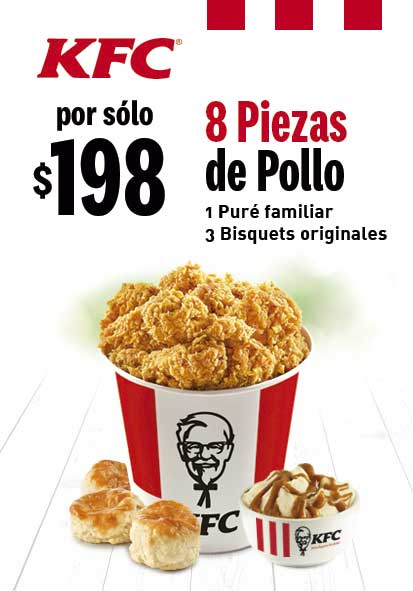 KFC®
por sólo
$198
8 Piezas
de Pollo
1 Puré familiar
3 Bisquets originales
KFC
KFC